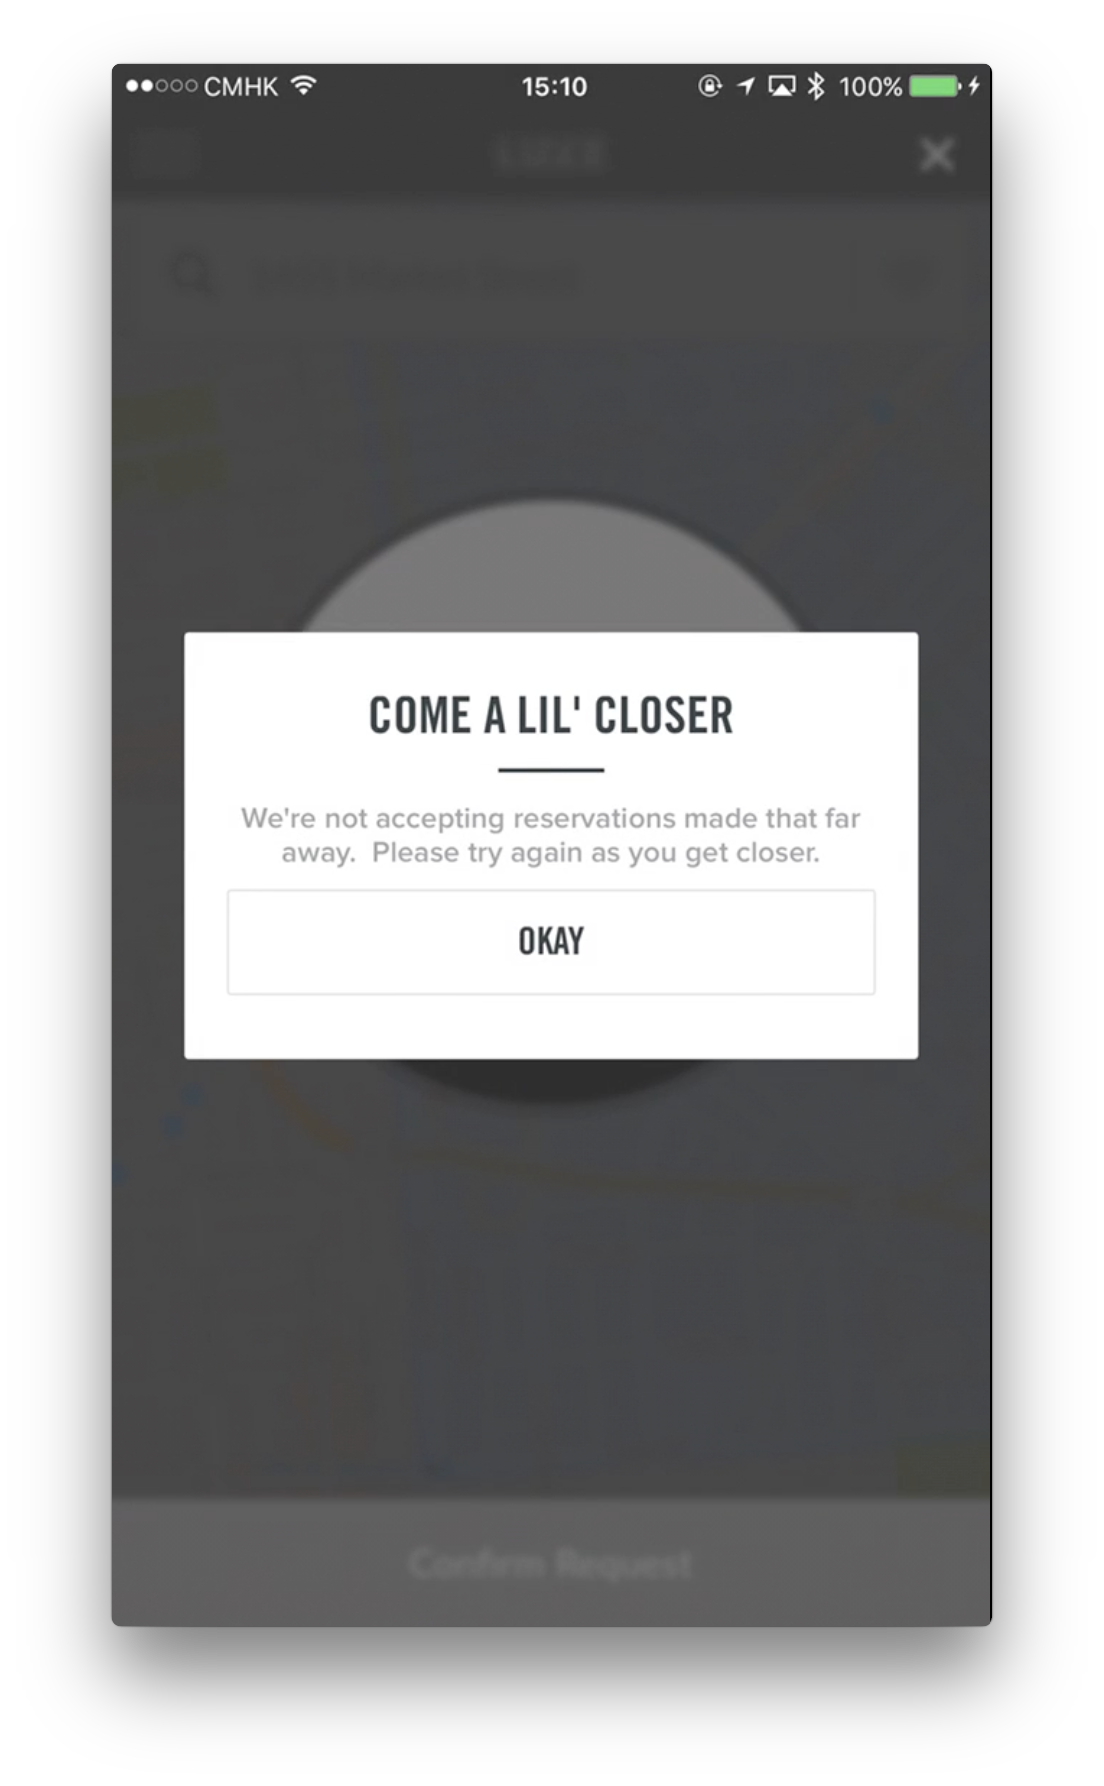 CMHK 15:10 100%
COME A LIL' CLOSER
We're not accepting reservations made that far
away.  Please try again as you get closer.
OKAY
Confirm Request